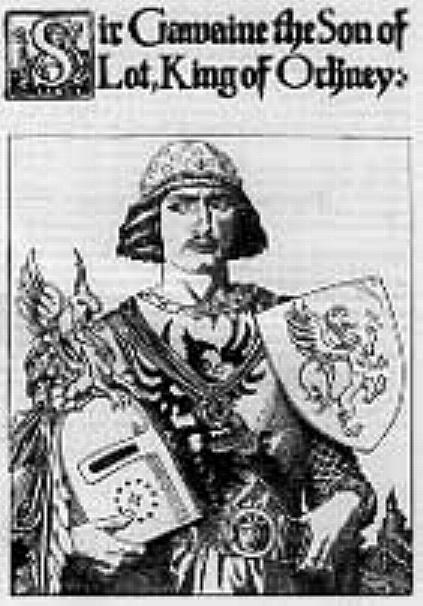 Sir Gawaine the Son of
Lot, King of Orkney: